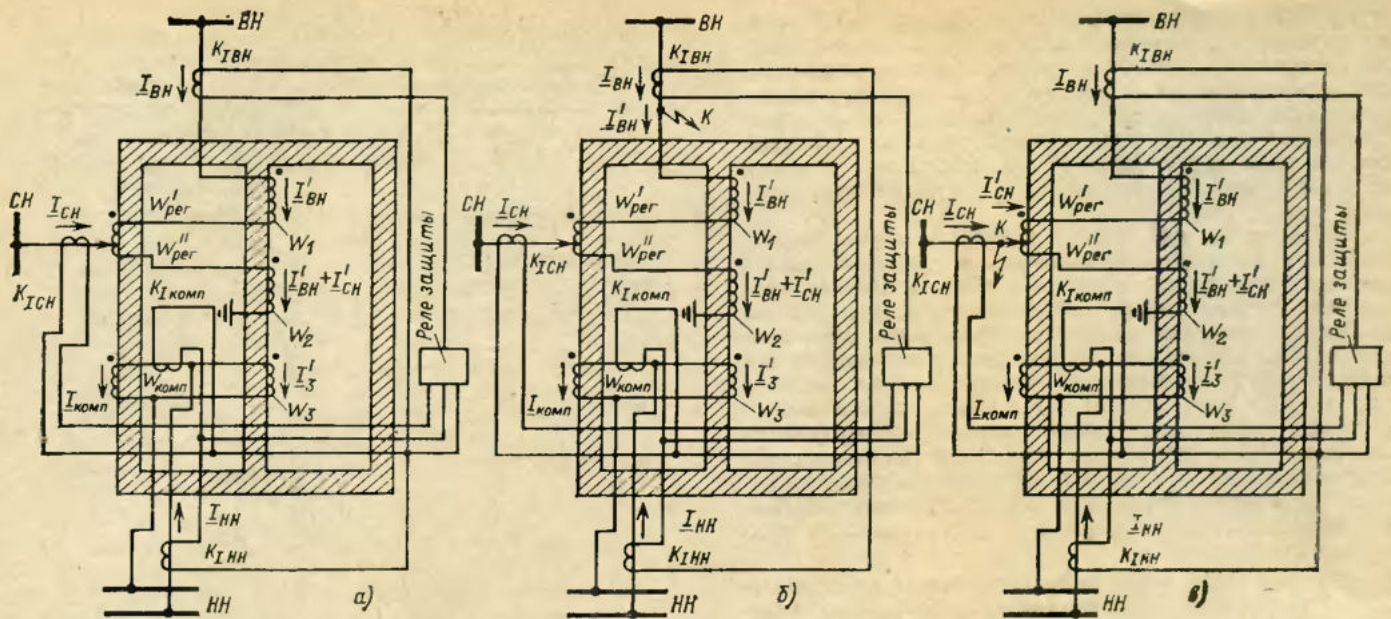 ВН
K_IВН
I_ВН
I'_ВН
СН
I_СН
W'_рег
W''_рег
W_1
I'_ВН + I'_СН
K_IСН
K_Iкомп
W_2
I'_3
W_комп
I_комп
W_3
Реле защиты
I_НН
K_IНН
НН
а)
ВН
K_IВН
I_ВН
I'_ВН
К
I'_ВН
СН
I_СН
W'_рег
W''_рег
W_1
I'_ВН + I'_СН
K_IСН
K_Iкомп
W_2
I'_3
W_комп
I_комп
W_3
Реле защиты
I_НН
K_IНН
НН
б)
ВН
K_IВН
I_ВН
I'_ВН
I'_СН
СН
I_СН
К
W'_рег
W''_рег
W_1
I'_ВН + I'_СН
K_IСН
K_Iкомп
W_2
I'_3
W_комп
I_комп
W_3
Реле защиты
I_НН
K_IНН
НН
в)